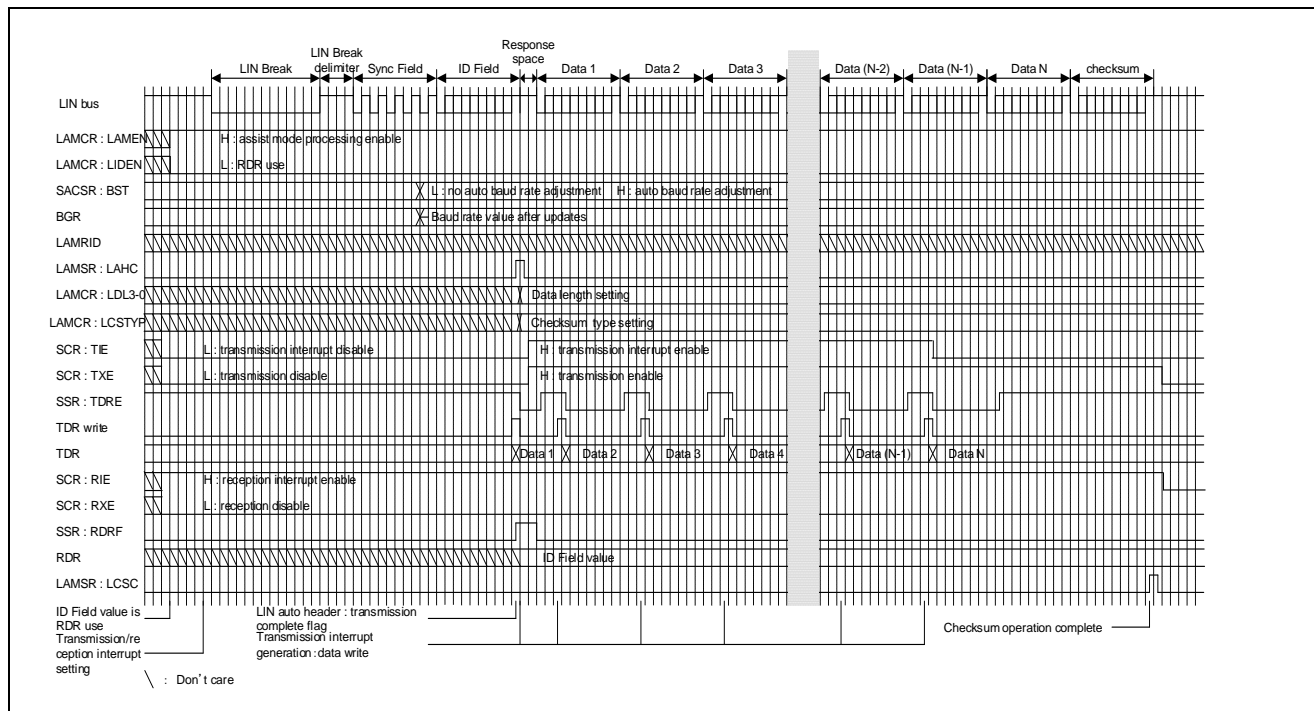 LIN Break
LIN Break
delimiter
Sync Field
ID Field
Response
space
Data 1
Data 2
Data 3
Data (N-2)
Data (N-1)
Data N
checksum
LIN bus
LAMCR : LAMEN
H : assist mode processing enable
LAMCR : LIDEN
L : RDR use
SACSR : BST
L : no auto baud rate adjustment H : auto baud rate adjustment
BGR
Baud rate value after updates
LAMRID
LAMSR : LAHC
LAMCR : LDL3-0
Data length setting
LAMCR : LCSTYP
Checksum type setting
SCR : TIE
L : transmission interrupt disable
H : transmission interrupt enable
SCR : TXE
L : transmission disable
H : transmission enable
SSR : TDRE
TDR write
TDR
Data 1
Data 2
Data 3
Data 4
Data (N-1)
Data N
SCR : RIE
H : reception interrupt enable
SCR : RXE
L : reception disable
SSR : RDRF
RDR
ID Field value
LAMSR : LCSC
ID Field value is
RDR use
Transmission/re
ception interrupt
setting
LIN auto header : transmission
complete flag
Transmission interrupt
generation : data write
Checksum operation complete
\ : Don't care